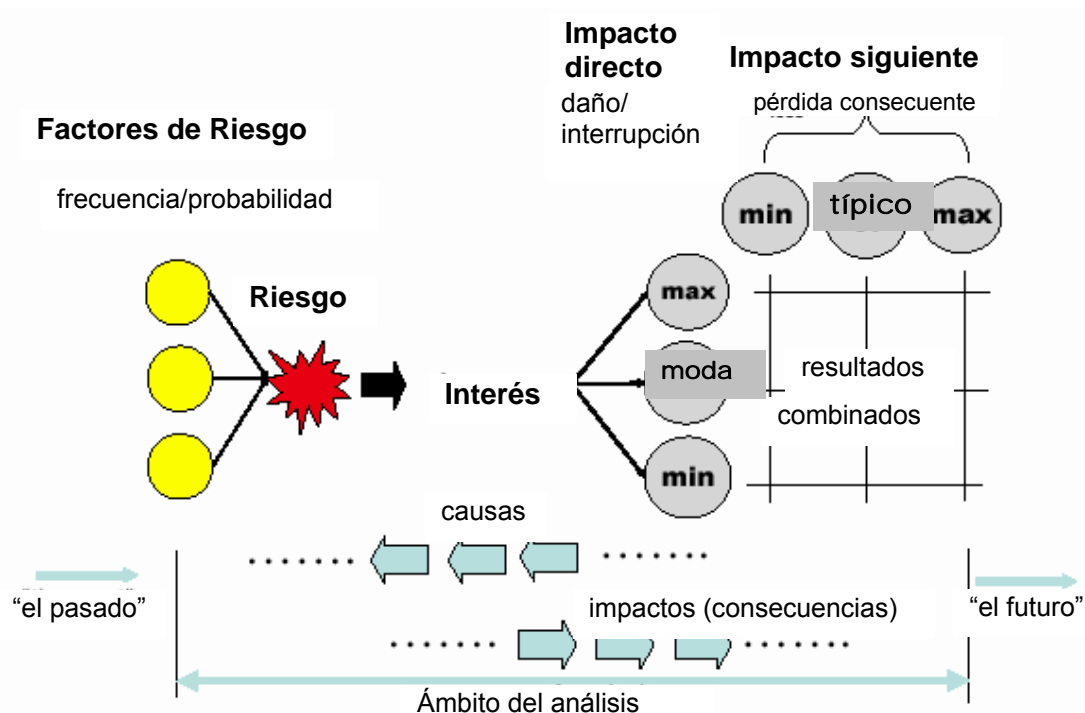 Impacto
directo
daño/
interrupción
Impacto siguiente
pérdida consecuente
Factores de Riesgo
frecuencia/probabilidad
min
típico
max
Riesgo
max
Interés
moda
resultados
combinados
min
causas
“el pasado”
impactos (consecuencias)
“el futuro”
Ámbito del análisis